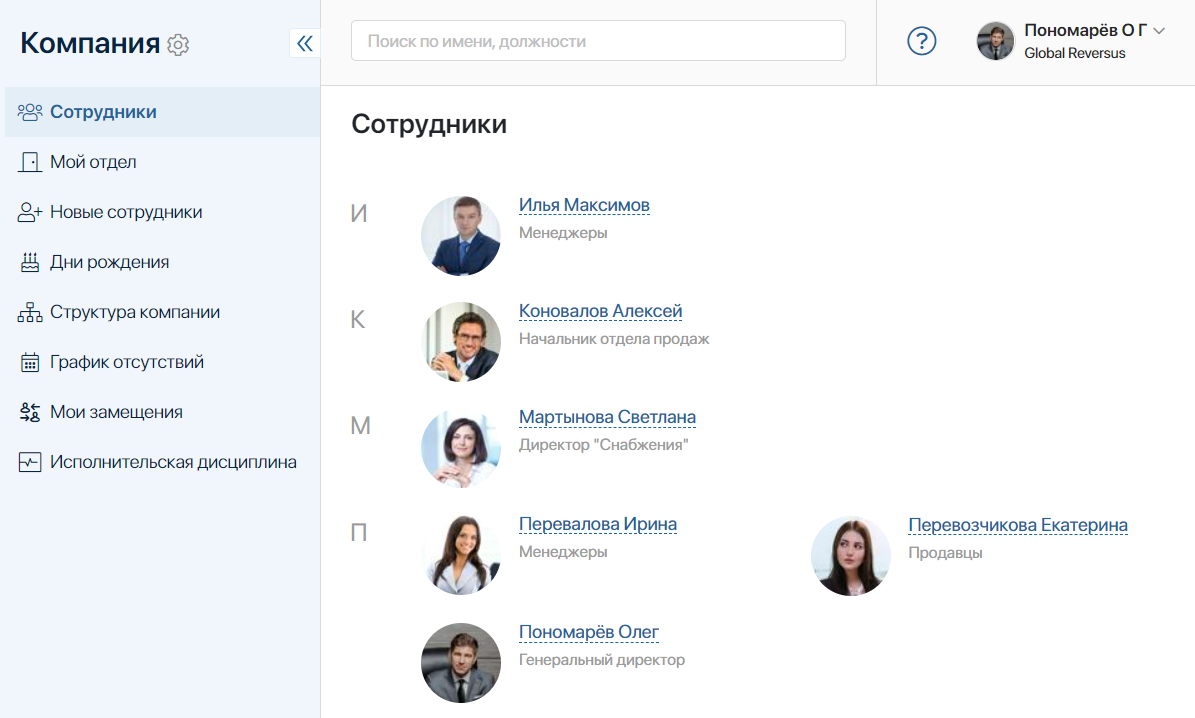 Компания
Поиск по имени, должности
?
Пономарёв О Г
Global Reversus
Сотрудники
Мой отдел
Новые сотрудники
Дни рождения
Структура компании
График отсутствий
Мои замещения
Исполнительская дисциплина
Сотрудники
И
Илья Максимов
Менеджеры
К
Коновалов Алексей
Начальник отдела продаж
М
Мартынова Светлана
Директор "Снабжения"
П
Перевалова Ирина
Менеджеры
Перевозчикова Екатерина
Продавцы
Пономарёв Олег
Генеральный директор